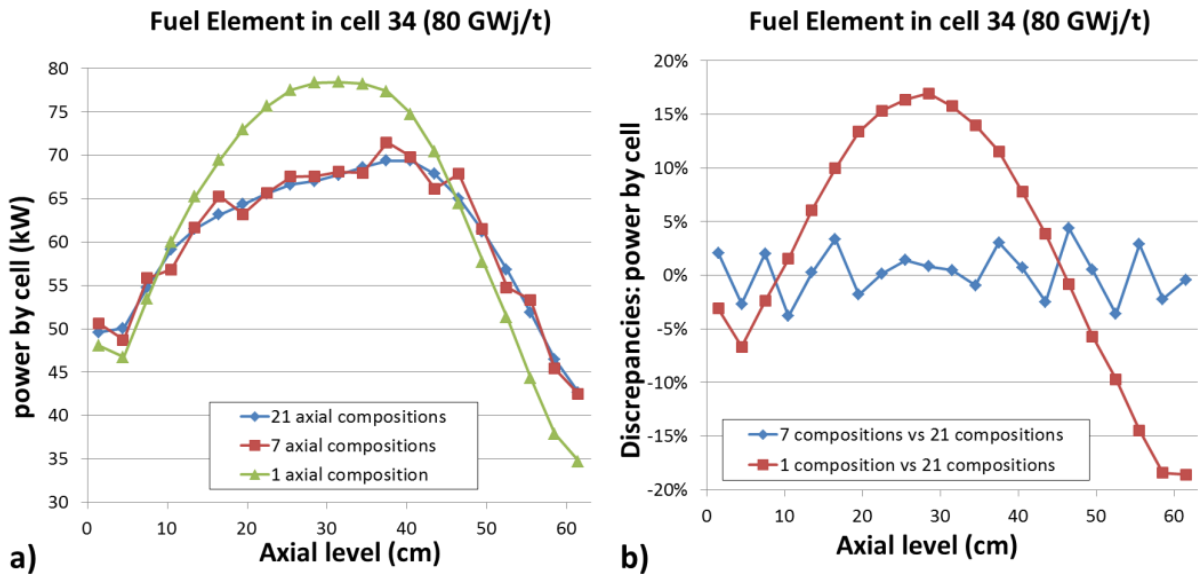 Fuel Element in cell 34 (80 GWj/t)
power by cell (kW)
80
75
70
65
60
55
50
45
40
35
30
21 axial compositions
7 axial compositions
1 axial composition
0 10 20 30 40 50 60
Axial level (cm)
a)
Fuel Element in cell 34 (80 GWj/t)
Discrepancies: power by cell
20%
15%
10%
5%
0%
-5%
-10%
-15%
-20%
7 compositions vs 21 compositions
1 composition vs 21 compositions
0 10 20 30 40 50 60
Axial level (cm)
b)